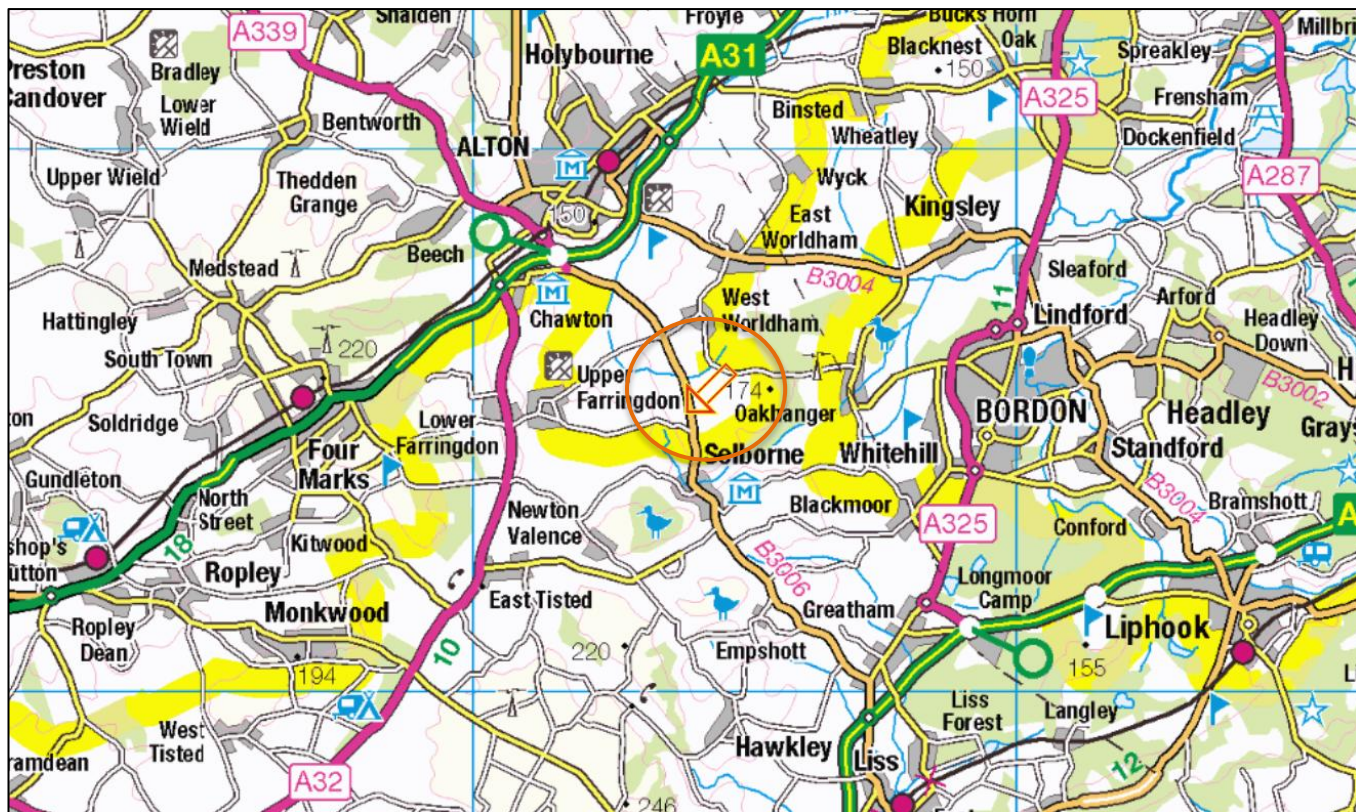 Shalden
Froyle
Bucks Horn
Oak
Millbri
A339
Holybourne
A31
Blacknest
150
Spreakley
Preston
Candover
Bradley
Lower
Wield
Bentworth
Binsted
A325
Frensham
Wheatley
Dockenfield
ALTON
Upper Wield
Thedden
Grange
Wyck
A287
Kingsley
150
East
Worldham
Beech
Medstead
B3004
Sleaford
West
Worldham
Arford
11
Hattingley
Chawton
Lindford
Headley
Down
South Town
220
Upper
Farringdon
174
Oakhanger
H
B3002
Soldridge
Lower
Farringdon
BORDON
Headley
Grays
Four
Marks
Selborne
Whitehill
Standford
Gundleton
North
Street
Newton
Valence
Blackmoor
B3004
Bramshott
A325
Conford
A
18
Kitwood
shop's
utton
Ropley
B3006
Longmoor
Camp
Monkwood
East Tisted
Greatham
Liphook
Ropley
Dean
10
220
Empshott
155
194
West
Tisted
Liss
Forest
Langley
Hawkley
Liss
12
ramdean
A32
246